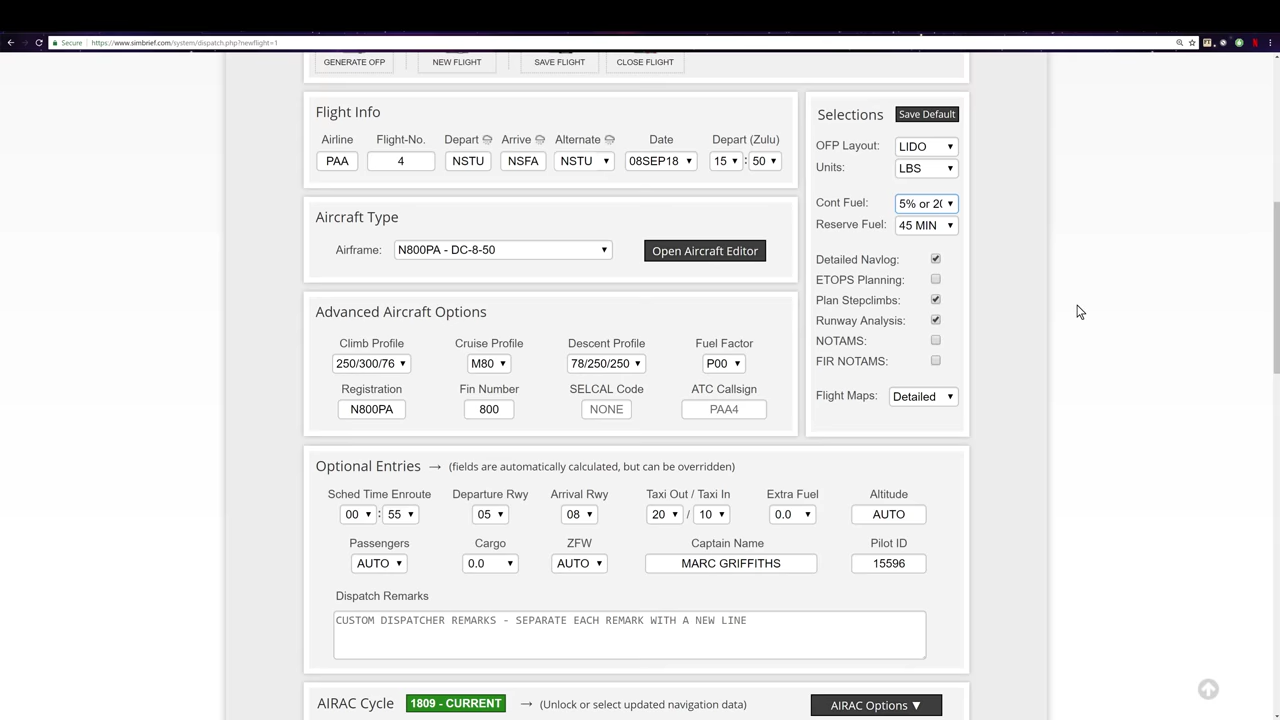 Secure https://www.simbrief.com/system/dispatch.php?newflight=1
GENERATE OFP NEW FLIGHT SAVE FLIGHT CLOSE FLIGHT
Flight Info
Airline Flight-No. Depart Arrive Alternate Date Depart (Zulu)
PAA 4 NSTU NSFA NSTU 08SEP18 15 : 50
Selections Save Default
OFP Layout: LIDO
Units: LBS
Cont Fuel: 5% or 20
Reserve Fuel: 45 MIN
Detailed Navlog:
ETOPS Planning:
Plan Stepclimbs:
Runway Analysis:
NOTAMS:
FIR NOTAMS:
Flight Maps: Detailed
Aircraft Type
Airframe: N800PA - DC-8-50 Open Aircraft Editor
Advanced Aircraft Options
Climb Profile Cruise Profile Descent Profile Fuel Factor
250/300/76 M80 78/250/250 P00
Registration Fin Number SELCAL Code ATC Callsign
N800PA 800 NONE PAA4
Optional Entries → (fields are automatically calculated, but can be overridden)
Sched Time Enroute Departure Rwy Arrival Rwy Taxi Out / Taxi In Extra Fuel Altitude
00 : 55 05 08 20 / 10 0.0 AUTO
Passengers Cargo ZFW Captain Name Pilot ID
AUTO 0.0 AUTO MARC GRIFFITHS 15596
Dispatch Remarks
CUSTOM DISPATCHER REMARKS - SEPARATE EACH REMARK WITH A NEW LINE
AIRAC Cycle 1809 - CURRENT → (Unlock or select updated navigation data) AIRAC Options ▼